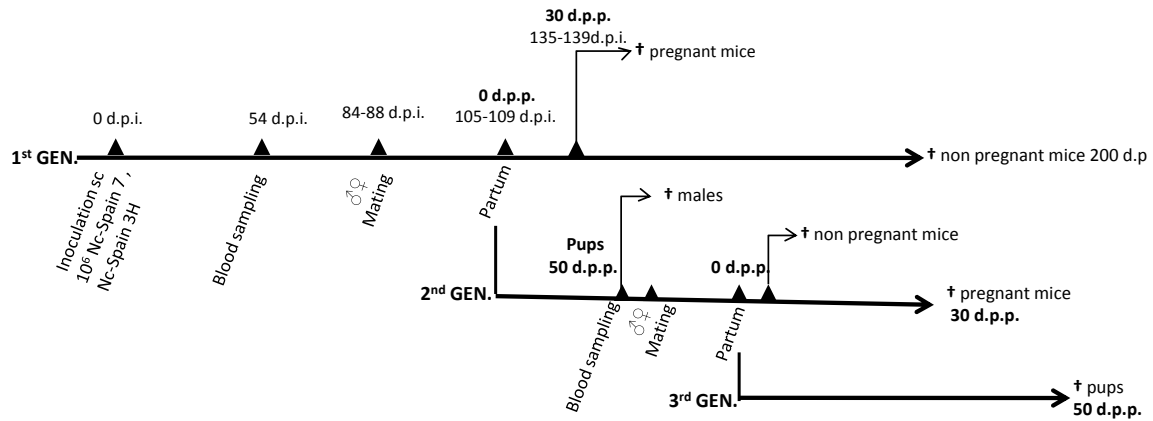 30 d.p.p.
135-139d.p.i.
✝ pregnant mice
0 d.p.i.
54 d.p.i.
84-88 d.p.i.
0 d.p.p.
105-109 d.p.i.
1st GEN.
✝ non pregnant mice 200 d.p
Inoculation sc
10⁶ Nc-Spain 7 ,
Nc-Spain 3H
Blood sampling
♂♀
Mating
Partum
✝ males
Pups
50 d.p.p.
0 d.p.p.
✝ non pregnant mice
2nd GEN.
✝ pregnant mice
30 d.p.p.
Blood sampling
♂♀
Mating
Partum
3rd GEN.
✝ pups
50 d.p.p.